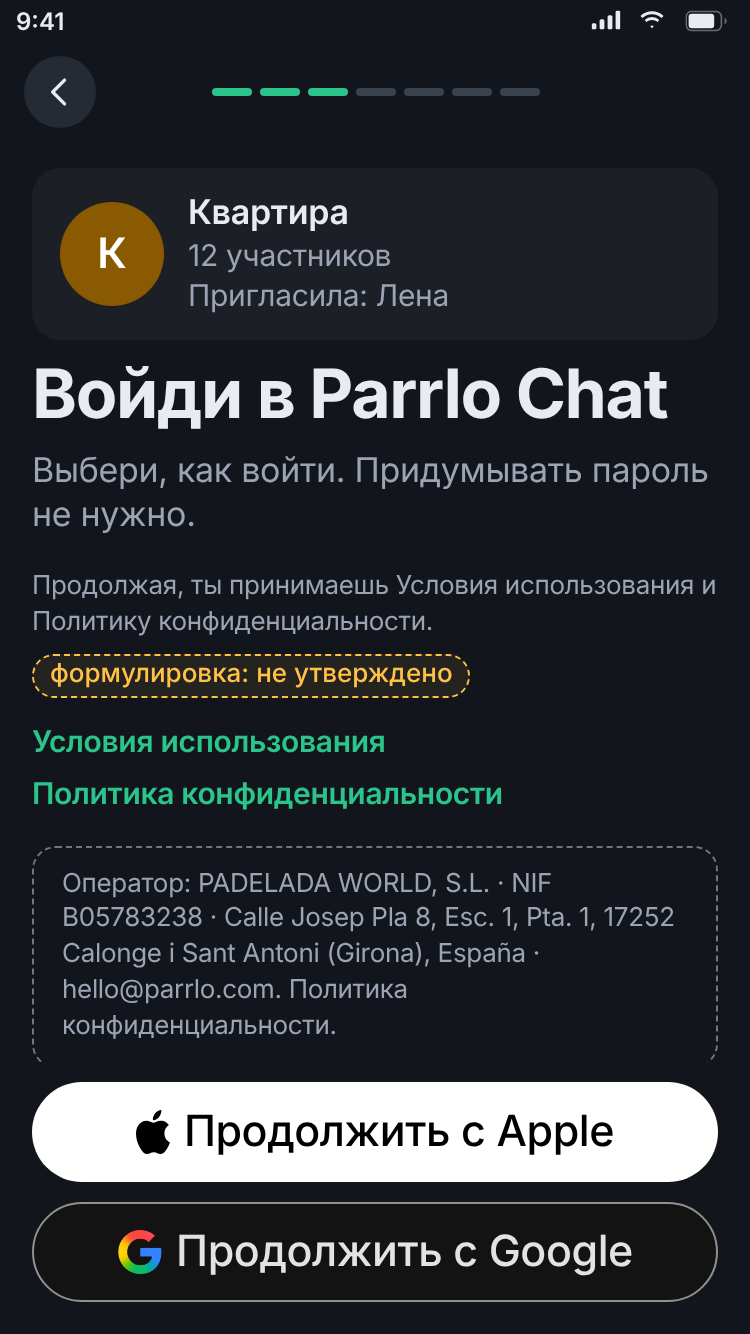 9:41
К
Квартира
12 участников
Пригласила: Лена
Войди в Parrlo Chat
Выбери, как войти. Придумывать пароль
не нужно.
Продолжая, ты принимаешь Условия использования и
Политику конфиденциальности.
формулировка: не утверждено
Условия использования
Политика конфиденциальности
Оператор: PADELADA WORLD, S.L. · NIF
B05783238 · Calle Josep Pla 8, Esc. 1, Pta. 1, 17252
Calonge i Sant Antoni (Girona), España ·
hello@parrlo.com. Политика
конфиденциальности.
Продолжить с Apple
Продолжить с Google